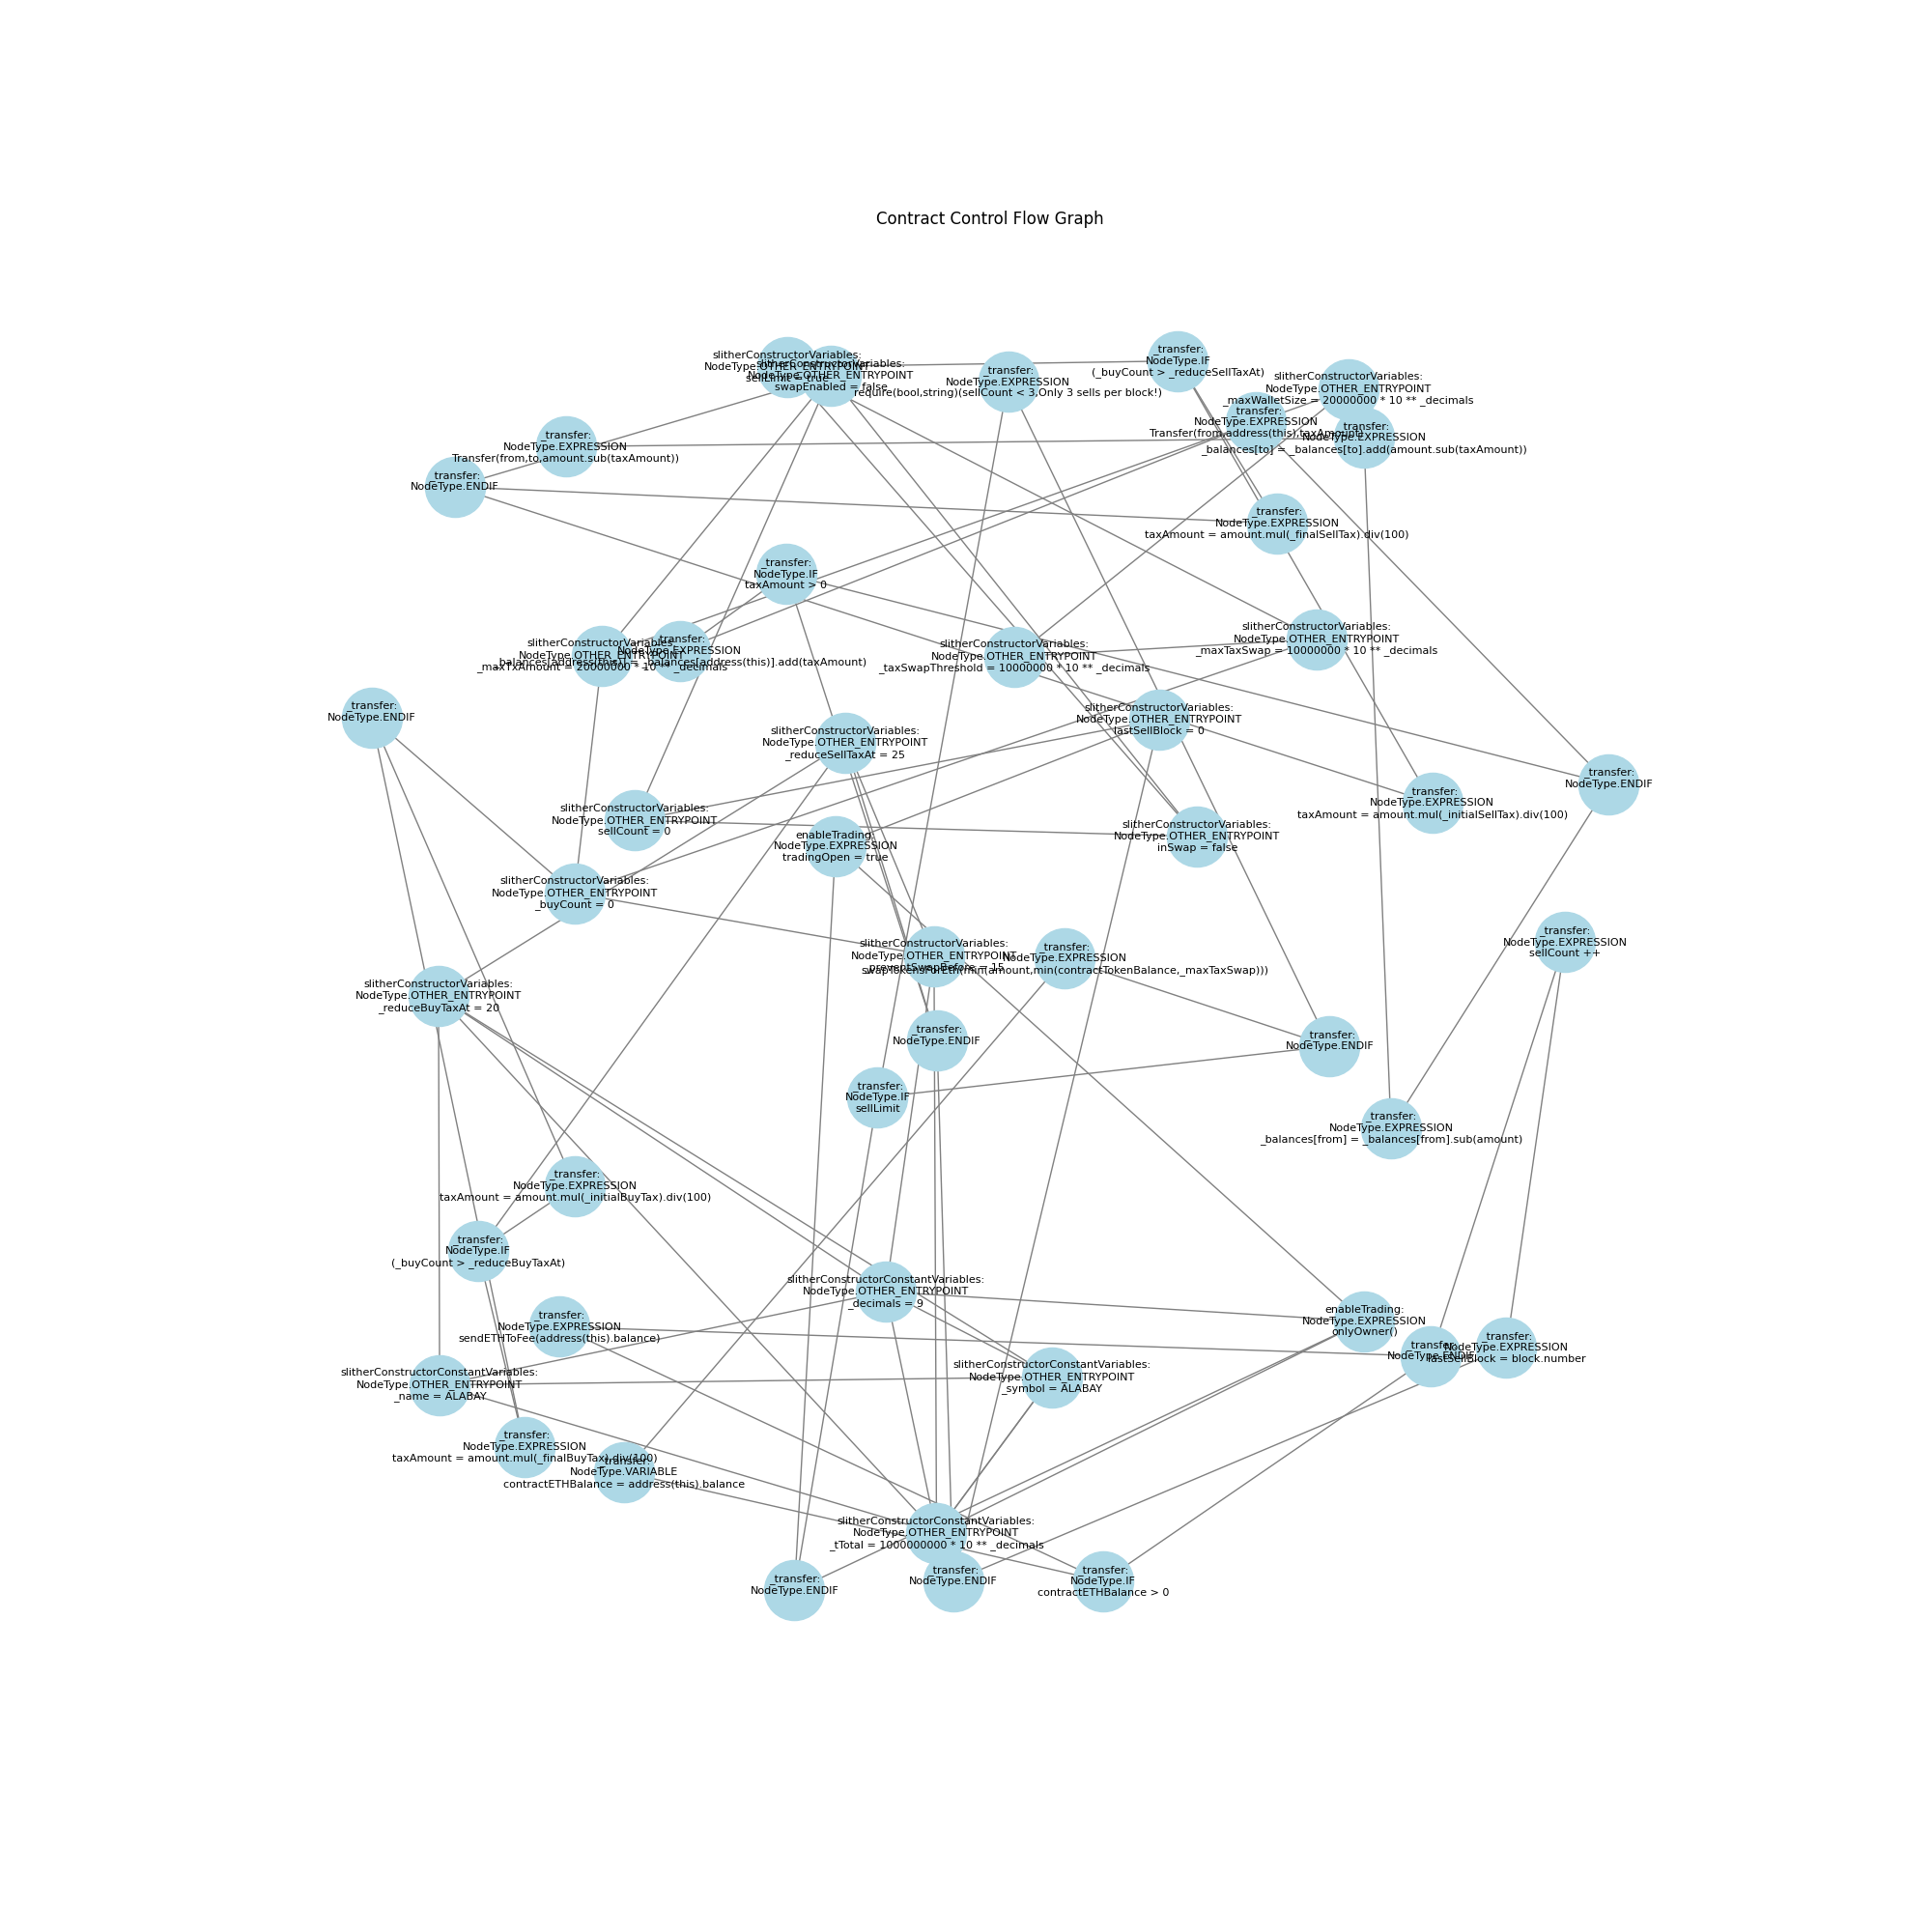 Contract Control Flow Graph
slitherConstructorVariables:
NodeType.OTHER_ENTRYPOINT
sellLimit = true
slitherConstructorVariables:
NodeType.OTHER_ENTRYPOINT
swapEnabled = false
_transfer:
NodeType.EXPRESSION
require(bool,string)(sellCount < 3,Only 3 sells per block!)
_transfer:
NodeType.IF
(_buyCount > _reduceSellTaxAt)
slitherConstructorVariables:
NodeType.OTHER_ENTRYPOINT
_maxWalletSize = 20000000 * 10 ** _decimals
_transfer:
NodeType.EXPRESSION
Transfer(from,address(this),taxAmount)
_transfer:
NodeType.EXPRESSION
_balances[to] = _balances[to].add(amount.sub(taxAmount))
_transfer:
NodeType.EXPRESSION
Transfer(from,to,amount.sub(taxAmount))
_transfer:
NodeType.ENDIF
_transfer:
NodeType.EXPRESSION
taxAmount = amount.mul(_finalSellTax).div(100)
_transfer:
NodeType.IF
taxAmount > 0
slitherConstructorVariables:
NodeType.OTHER_ENTRYPOINT
_maxTxAmount = 20000000 * 10 ** _decimals
_transfer:
NodeType.EXPRESSION
_balances[address(this)] = _balances[address(this)].add(taxAmount)
slitherConstructorVariables:
NodeType.OTHER_ENTRYPOINT
_taxSwapThreshold = 10000000 * 10 ** _decimals
slitherConstructorVariables:
NodeType.OTHER_ENTRYPOINT
_maxTaxSwap = 10000000 * 10 ** _decimals
_transfer:
NodeType.ENDIF
slitherConstructorVariables:
NodeType.OTHER_ENTRYPOINT
lastSellBlock = 0
slitherConstructorVariables:
NodeType.OTHER_ENTRYPOINT
_reduceSellTaxAt = 25
_transfer:
NodeType.ENDIF
_transfer:
NodeType.EXPRESSION
taxAmount = amount.mul(_initialSellTax).div(100)
slitherConstructorVariables:
NodeType.OTHER_ENTRYPOINT
sellCount = 0
enableTrading:
NodeType.EXPRESSION
tradingOpen = true
slitherConstructorVariables:
NodeType.OTHER_ENTRYPOINT
inSwap = false
slitherConstructorVariables:
NodeType.OTHER_ENTRYPOINT
_buyCount = 0
slitherConstructorVariables:
NodeType.OTHER_ENTRYPOINT
_preventSwapBefore = 15
_transfer:
NodeType.EXPRESSION
swapTokensForEth(min(amount,min(contractTokenBalance,_maxTaxSwap)))
_transfer:
NodeType.EXPRESSION
sellCount ++
slitherConstructorVariables:
NodeType.OTHER_ENTRYPOINT
_reduceBuyTaxAt = 20
_transfer:
NodeType.ENDIF
_transfer:
NodeType.ENDIF
_transfer:
NodeType.IF
sellLimit
_transfer:
NodeType.EXPRESSION
_balances[from] = _balances[from].sub(amount)
_transfer:
NodeType.EXPRESSION
taxAmount = amount.mul(_initialBuyTax).div(100)
_transfer:
NodeType.IF
(_buyCount > _reduceBuyTaxAt)
slitherConstructorConstantVariables:
NodeType.OTHER_ENTRYPOINT
_decimals = 9
_transfer:
NodeType.EXPRESSION
sendETHToFee(address(this).balance)
enableTrading:
NodeType.EXPRESSION
onlyOwner()
_transfer:
NodeType.ENDIF
_transfer:
NodeType.EXPRESSION
lastSellBlock = block.number
slitherConstructorConstantVariables:
NodeType.OTHER_ENTRYPOINT
_name = ALABAY
slitherConstructorConstantVariables:
NodeType.OTHER_ENTRYPOINT
_symbol = ALABAY
_transfer:
NodeType.EXPRESSION
taxAmount = amount.mul(_finalBuyTax).div(100)
_transfer:
NodeType.VARIABLE
contractETHBalance = address(this).balance
slitherConstructorConstantVariables:
NodeType.OTHER_ENTRYPOINT
_tTotal = 1000000000 * 10 ** _decimals
_transfer:
NodeType.ENDIF
_transfer:
NodeType.ENDIF
_transfer:
NodeType.IF
contractETHBalance > 0